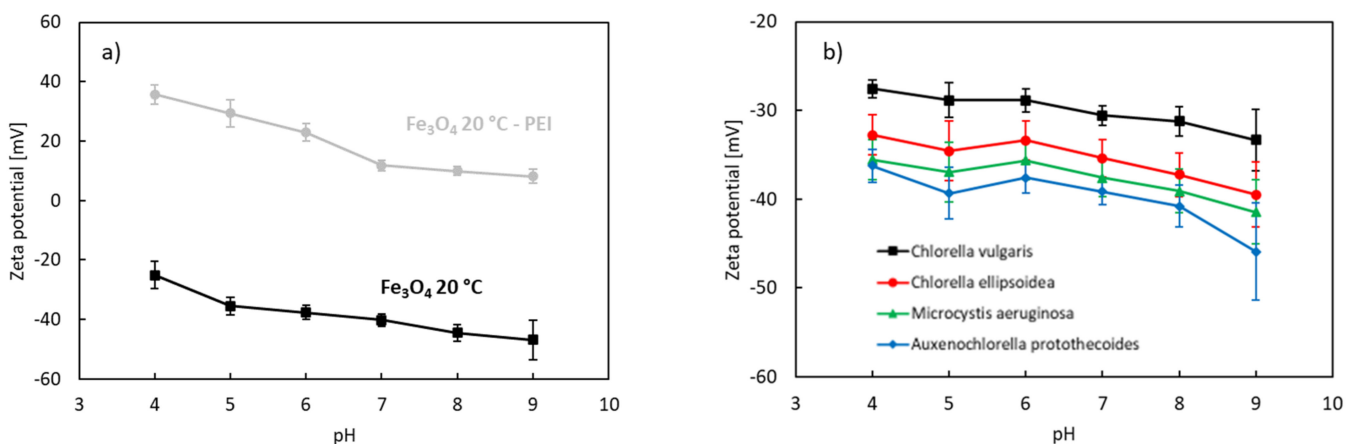 a)
Zeta potential [mV]
60
40
20
0
-20
-40
-60
Fe₃O₄ 20 °C - PEI
Fe₃O₄ 20 °C
3 4 5 6 7 8 9 10
pH
b)
Zeta potential [mV]
-20
-30
-40
-50
-60
Chlorella vulgaris
Chlorella ellipsoidea
Microcystis aeruginosa
Auxenochlorella protothecoides
3 4 5 6 7 8 9 10
pH